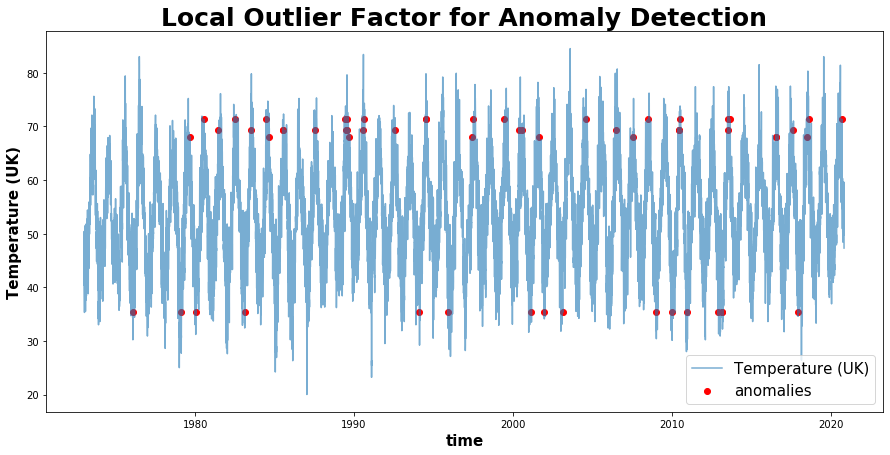 Local Outlier Factor for Anomaly Detection
Temperature (UK)
80
70
60
50
40
30
20
1980
1990
2000
2010
2020
time
Temperature (UK)
anomalies